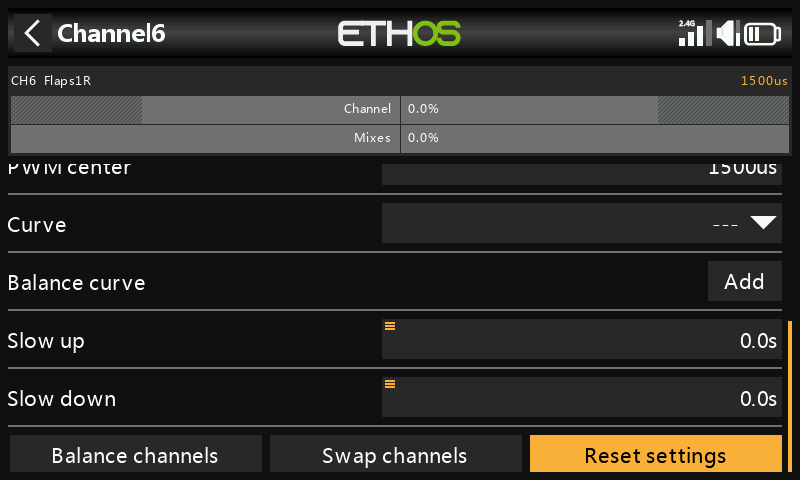 Channel6
ETHOS
2.4G
CH6 Flaps1R
1500us
Channel 0.0%
Mixes 0.0%
PWM center 1500us
Curve ---
Balance curve Add
Slow up 0.0s
Slow down 0.0s
Balance channels Swap channels Reset settings